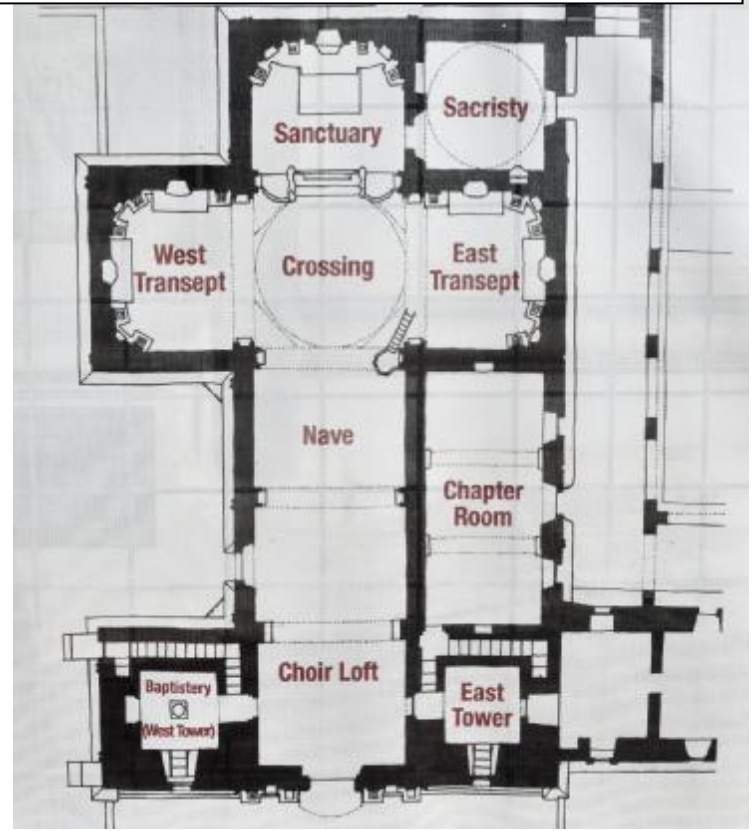 Sanctuary
Sacristy
West
Transept
Crossing
East
Transept
Nave
Chapter
Room
Choir Loft
Baptistery
(West Tower)
East
Tower